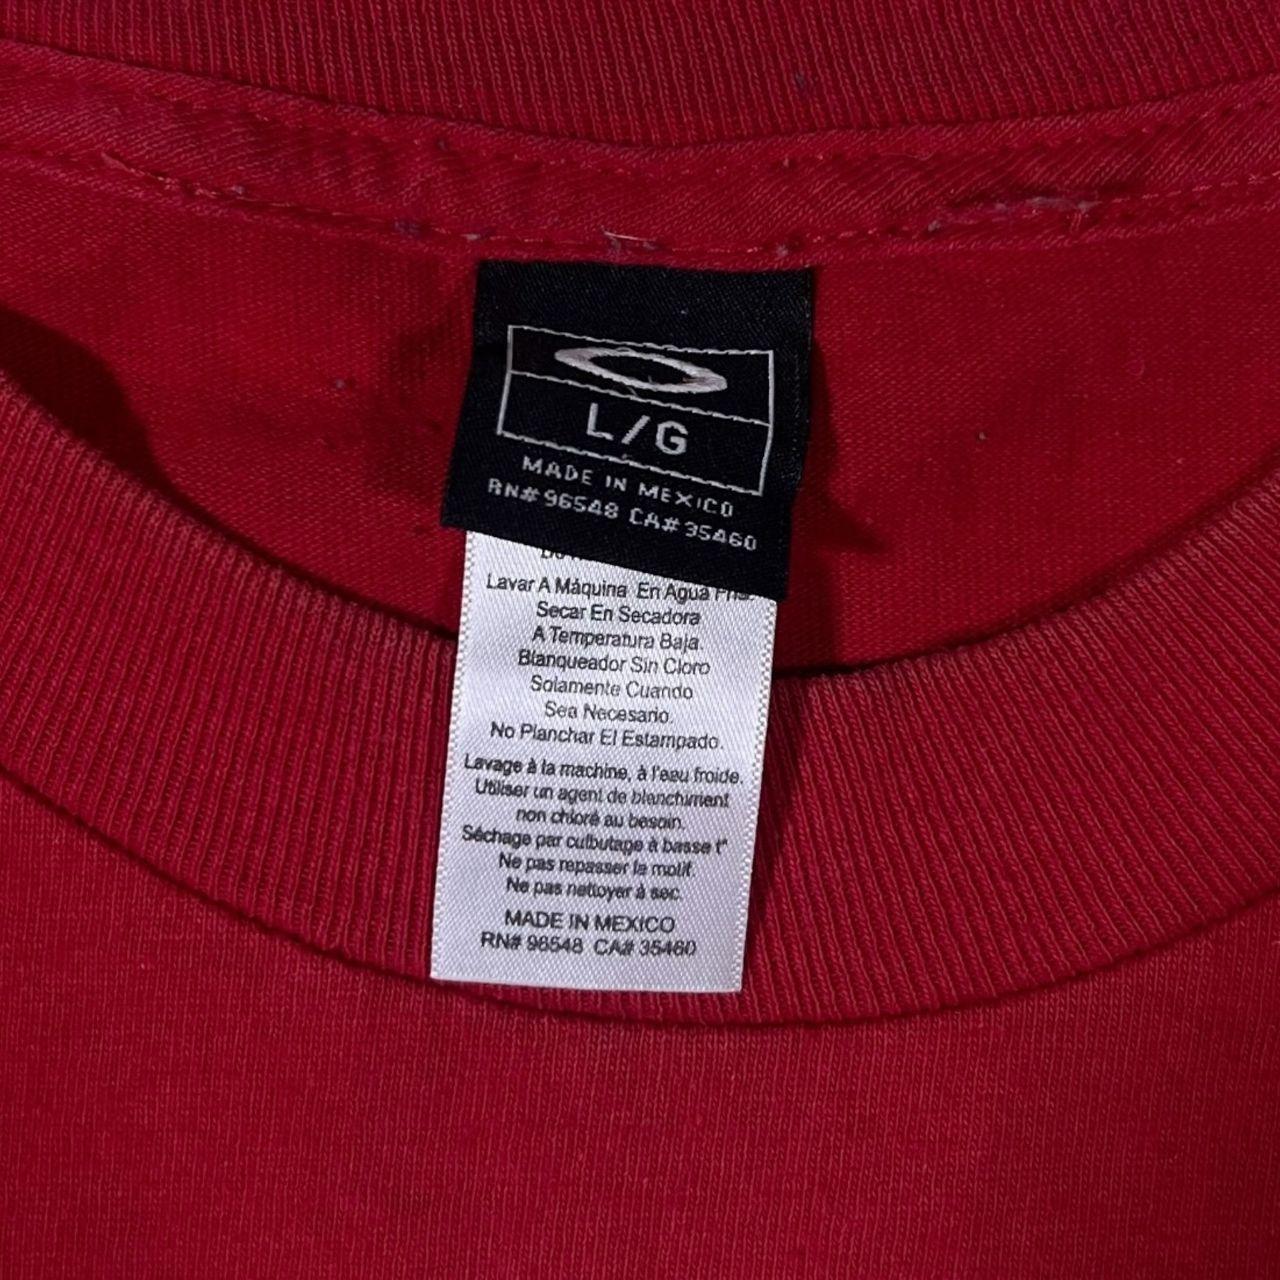 L/G
MADE IN MEXICO
RN# 96548 CA# 35460
Lavar A Máquina En Agua Fría.
Secar En Secadora
A Temperatura Baja.
Blanqueador Sin Cloro
Solamente Cuando
Sea Necesario.
No Planchar El Estampado.
Lavage à la machine, à l'eau froide.
Utiliser un agent de blanchiment
non chloré au besoin.
Séchage par culbutage à basse t°
Ne pas repasser le motif.
Ne pas nettoyer à sec.
MADE IN MEXICO
RN# 96548 CA# 35460